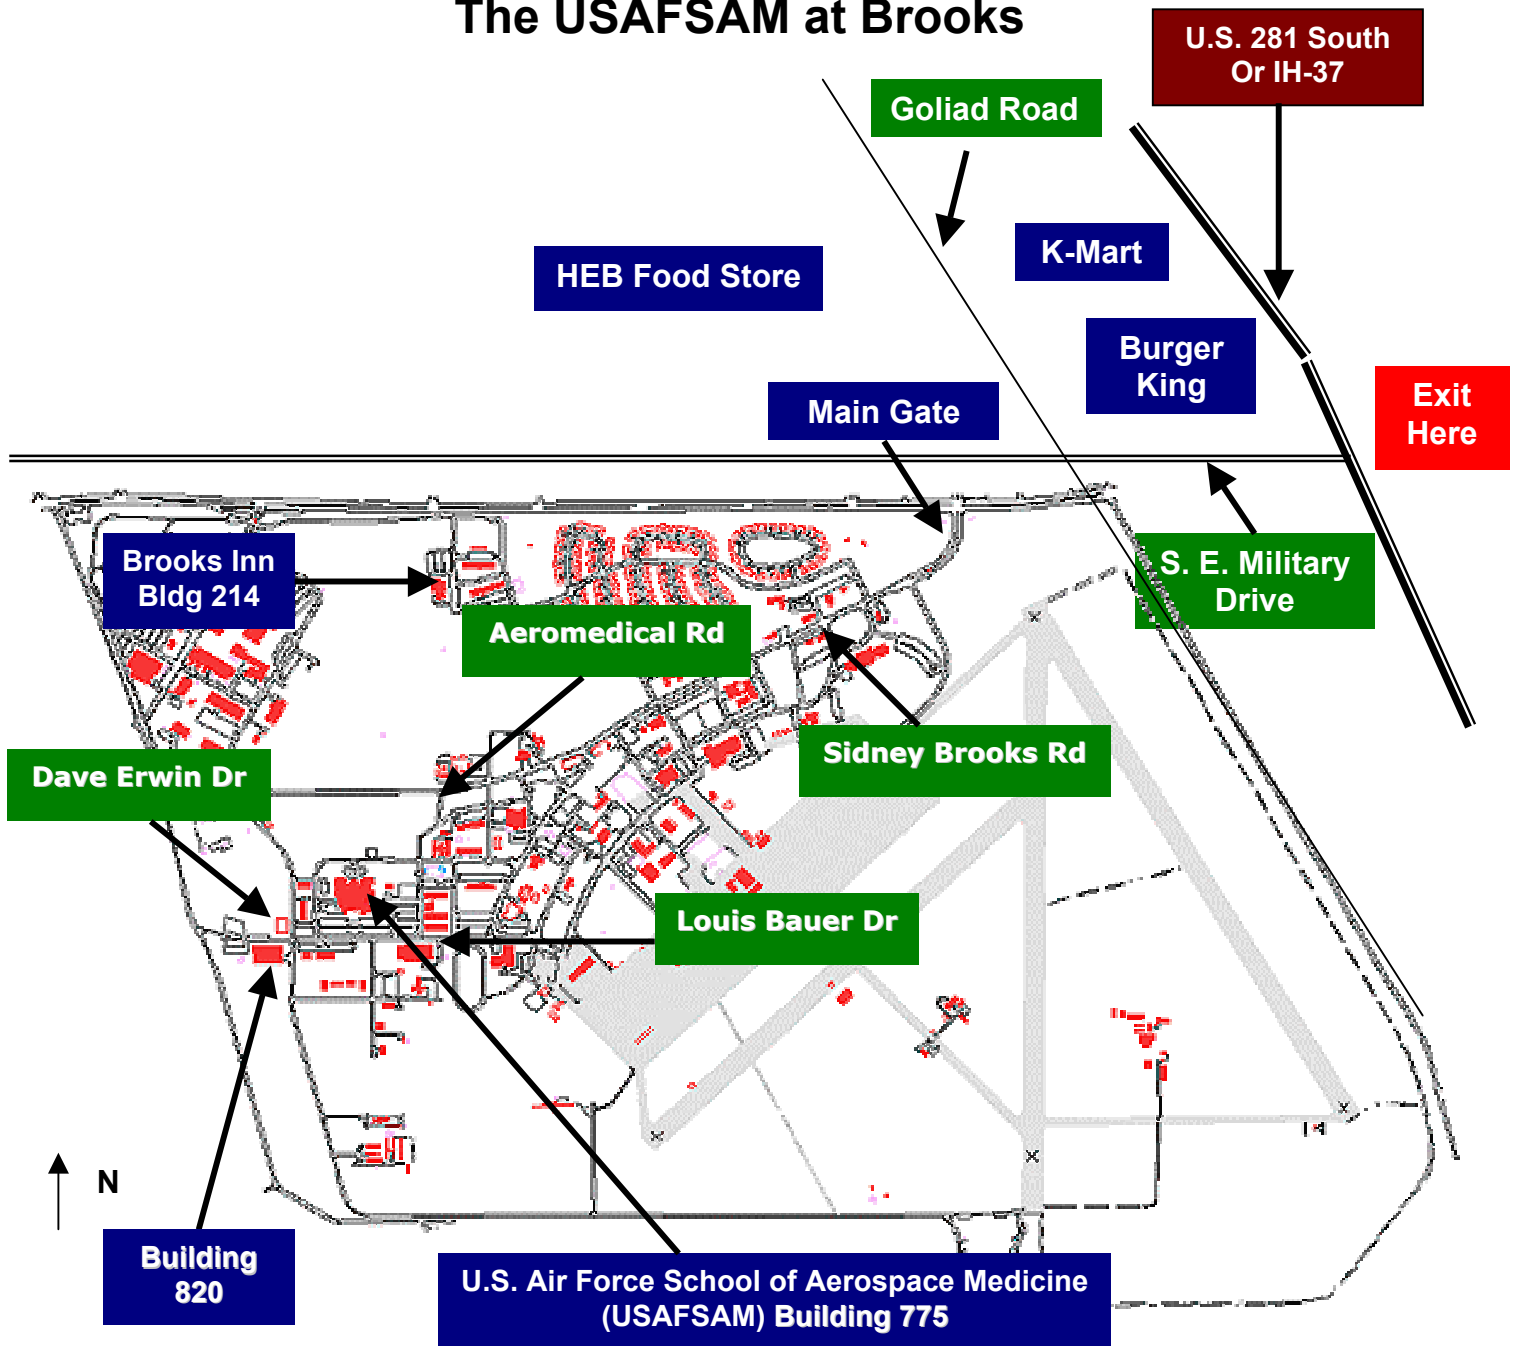 The USAFSAM at Brooks
U.S. 281 South
Or IH-37
Goliad Road
K-Mart
HEB Food Store
Burger
King
Exit
Here
Main Gate
Brooks Inn
Bldg 214
S. E. Military
Drive
Aeromedical Rd
Sidney Brooks Rd
Dave Erwin Dr
Louis Bauer Dr
N
Building
820
U.S. Air Force School of Aerospace Medicine
(USAFSAM) Building 775